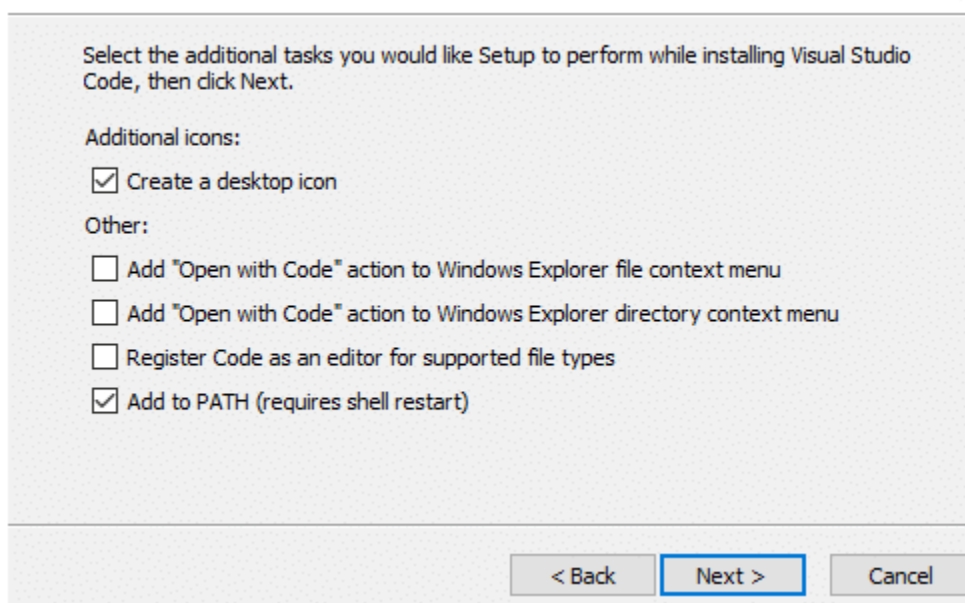 Select the additional tasks you would like Setup to perform while installing Visual Studio
Code, then click Next.
Additional icons:
Create a desktop icon
Other:
Add "Open with Code" action to Windows Explorer file context menu
Add "Open with Code" action to Windows Explorer directory context menu
Register Code as an editor for supported file types
Add to PATH (requires shell restart)
< Back Next > Cancel